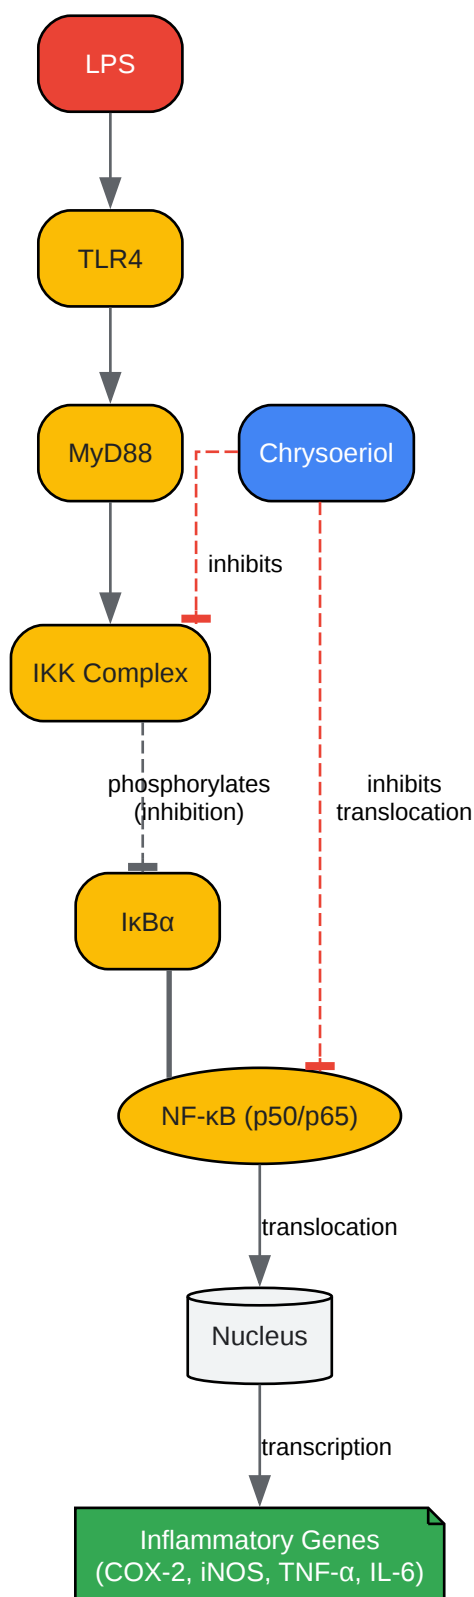 LPS
TLR4
MyD88
Chrysoeriol
inhibits
IKK Complex
phosphorylates
(inhibition)
inhibits
translocation
IκBα
NF-κB (p50/p65)
translocation
Nucleus
transcription
Inflammatory Genes
(COX-2, iNOS, TNF-α, IL-6)